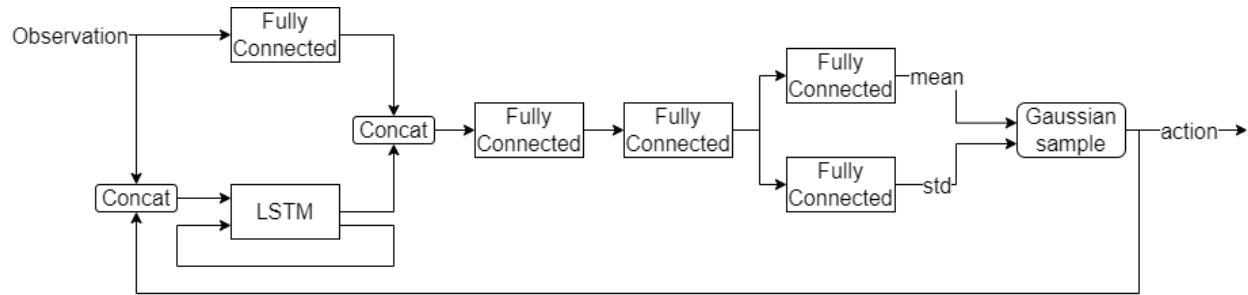 Observation
Fully
Connected
Concat
LSTM
Concat
Fully
Connected
Fully
Connected
Fully
Connected
mean
Fully
Connected
std
Gaussian
sample
action